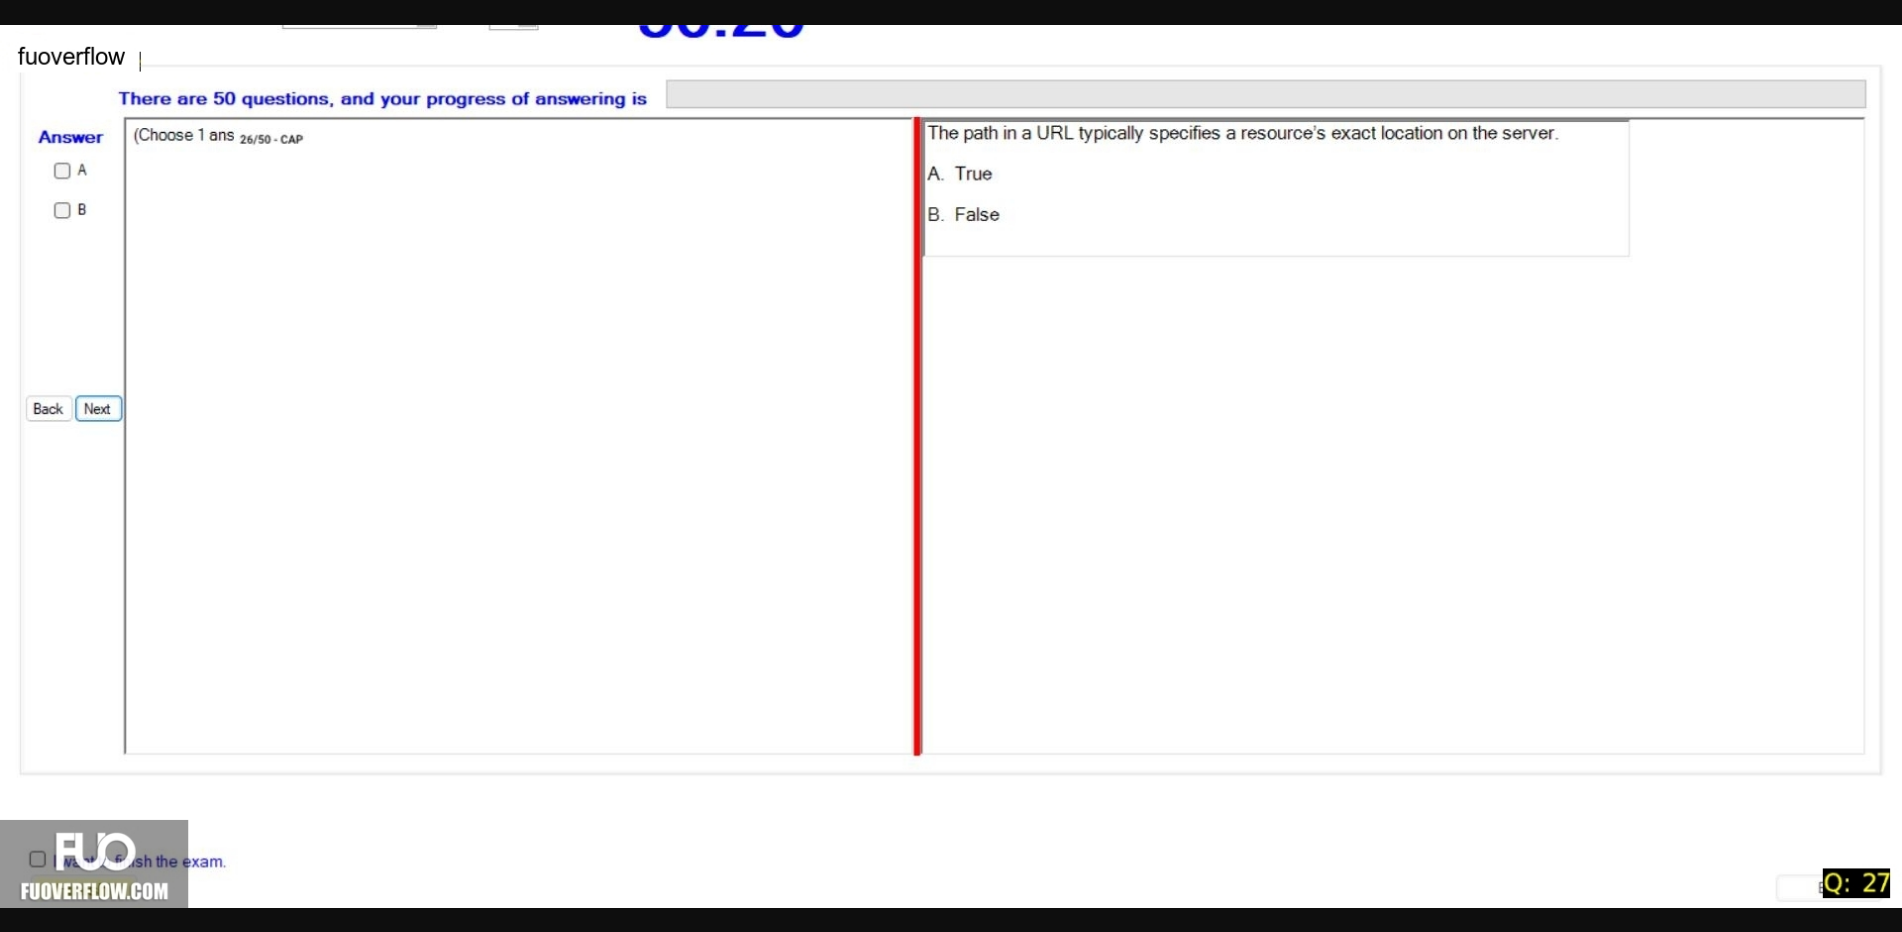 fuoverflow
There are 50 questions, and your progress of answering is
Answer
(Choose 1 ans 26/50 - CAP
A
B
The path in a URL typically specifies a resource's exact location on the server.
A. True
B. False
Back Next
FUO
the exam.
FUOVERFLOW.COM
Q: 27